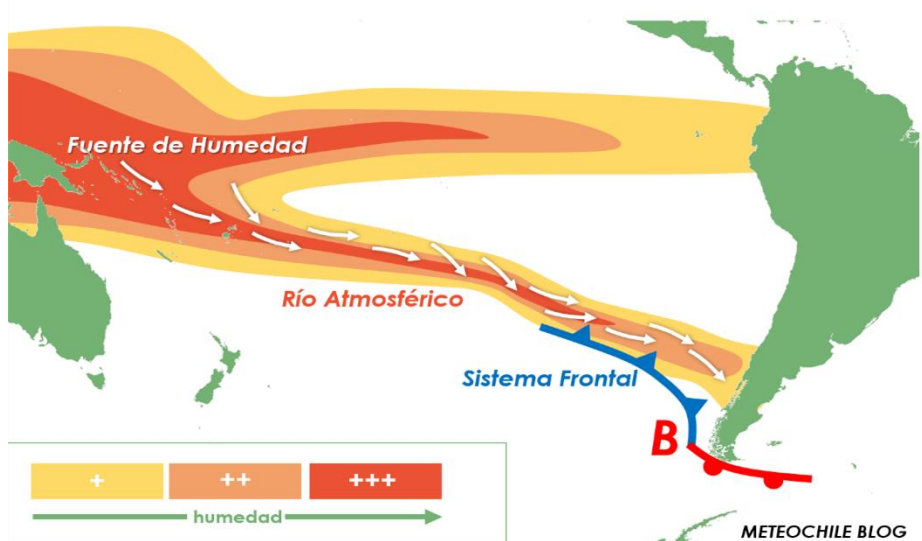 Fuente de Humedad
Río Atmosférico
Sistema Frontal
B
+ ++ +++
humedad
METEOCHILE BLOG